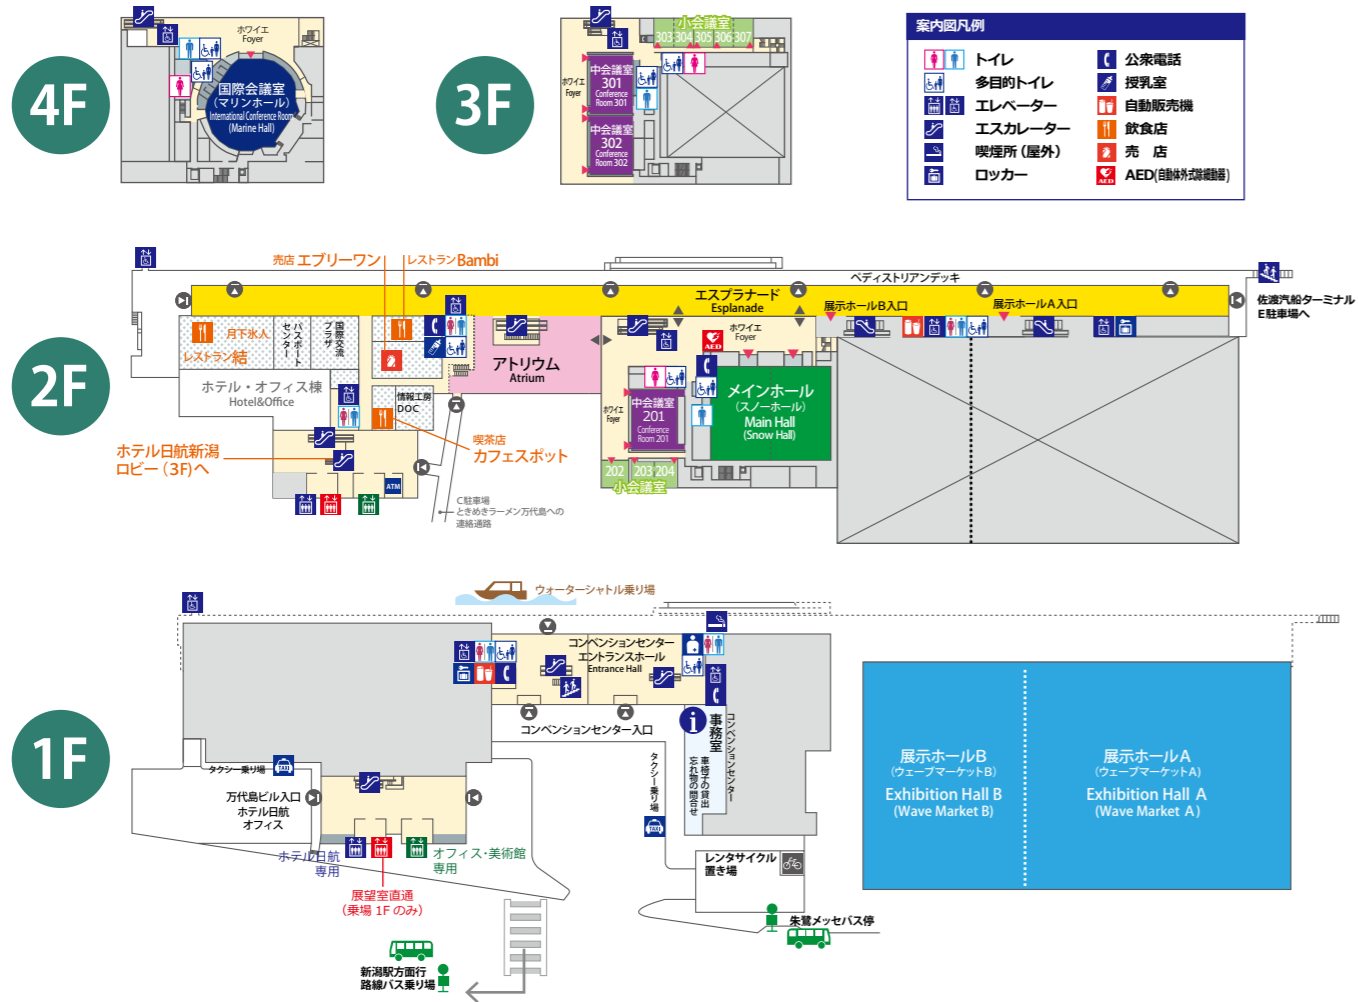 4F
ホワイエ
Foyer
国際会議室
(マリンホール)
International Conference Room
(Marine Hall)
3F
小会議室
303 304 305 306 307
ホワイエ
Foyer
中会議室
301
Conference
Room 301
中会議室
302
Conference
Room 302
案内図凡例
トイレ
多目的トイレ
エレベーター
エスカレーター
喫煙所(屋外)
ロッカー
公衆電話
授乳室
自動販売機
飲食店
売 店
AED
AED(自動体外式除細動器)
2F
売店 エブリーワン
レストラン Bambi
ペディストリアンデッキ
佐渡汽船ターミナル
E駐車場へ
エスプラナード
Esplanade
展示ホールB入口
展示ホールA入口
月下氷人
レストラン結
パスポート
センター
国際交流
プラザ
ホテル・オフィス棟
Hotel&Office
情報工房
DOC
アトリウム
Atrium
ホワイエ
Foyer
AED
ホワイエ
Foyer
中会議室
201
Conference
Room 201
メインホール
(スノーホール)
Main Hall
(Snow Hall)
202 203 204
小会議室
ホテル日航新潟
ロビー(3F)へ
喫茶店
カフェスポット
ATM
C駐車場
ときめきラーメン万代島への
連絡通路
1F
ウォーターシャトル乗り場
コンベンションセンター
エントランスホール
Entrance Hall
コンベンションセンター入口
i
コンベンションセンター
事務室
車椅子の貸出
忘れ物の問合せ
タクシー乗り場
TAXI
タクシー乗り場
TAXI
万代島ビル入口
ホテル日航
オフィス
ホテル日航
専用
展望室直通
(乗場 1F のみ)
オフィス・美術館
専用
レンタサイクル
置き場
朱鷺メッセバス停
新潟駅方面行
路線バス乗り場
展示ホールB
(ウェーブマーケットB)
Exhibition Hall B
(Wave Market B)
展示ホールA
(ウェーブマーケットA)
Exhibition Hall A
(Wave Market A)